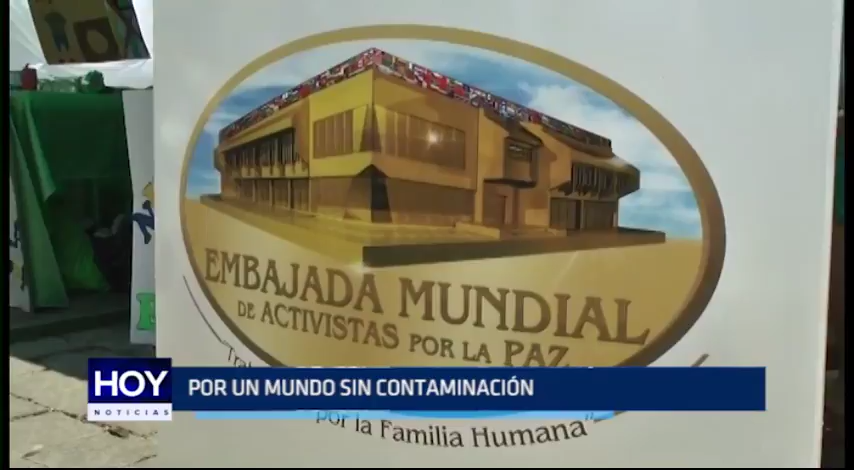 EMBAJADA MUNDIAL
DE ACTIVISTAS POR LA PAZ
por la Familia Humana"
HOY
NOTICIAS
POR UN MUNDO SIN CONTAMINACIÓN